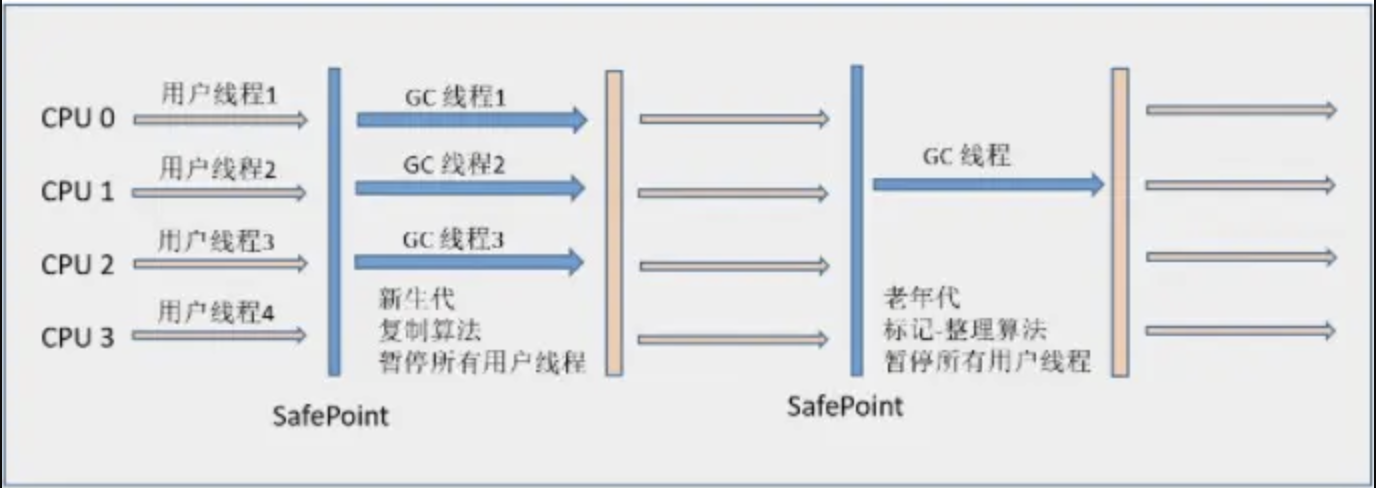 CPU 0
用户线程1
GC 线程1
CPU 1
用户线程2
GC 线程2
GC 线程
CPU 2
用户线程3
GC 线程3
CPU 3
用户线程4
新生代
复制算法
暂停所有用户线程
老年代
标记-整理算法
暂停所有用户线程
SafePoint
SafePoint